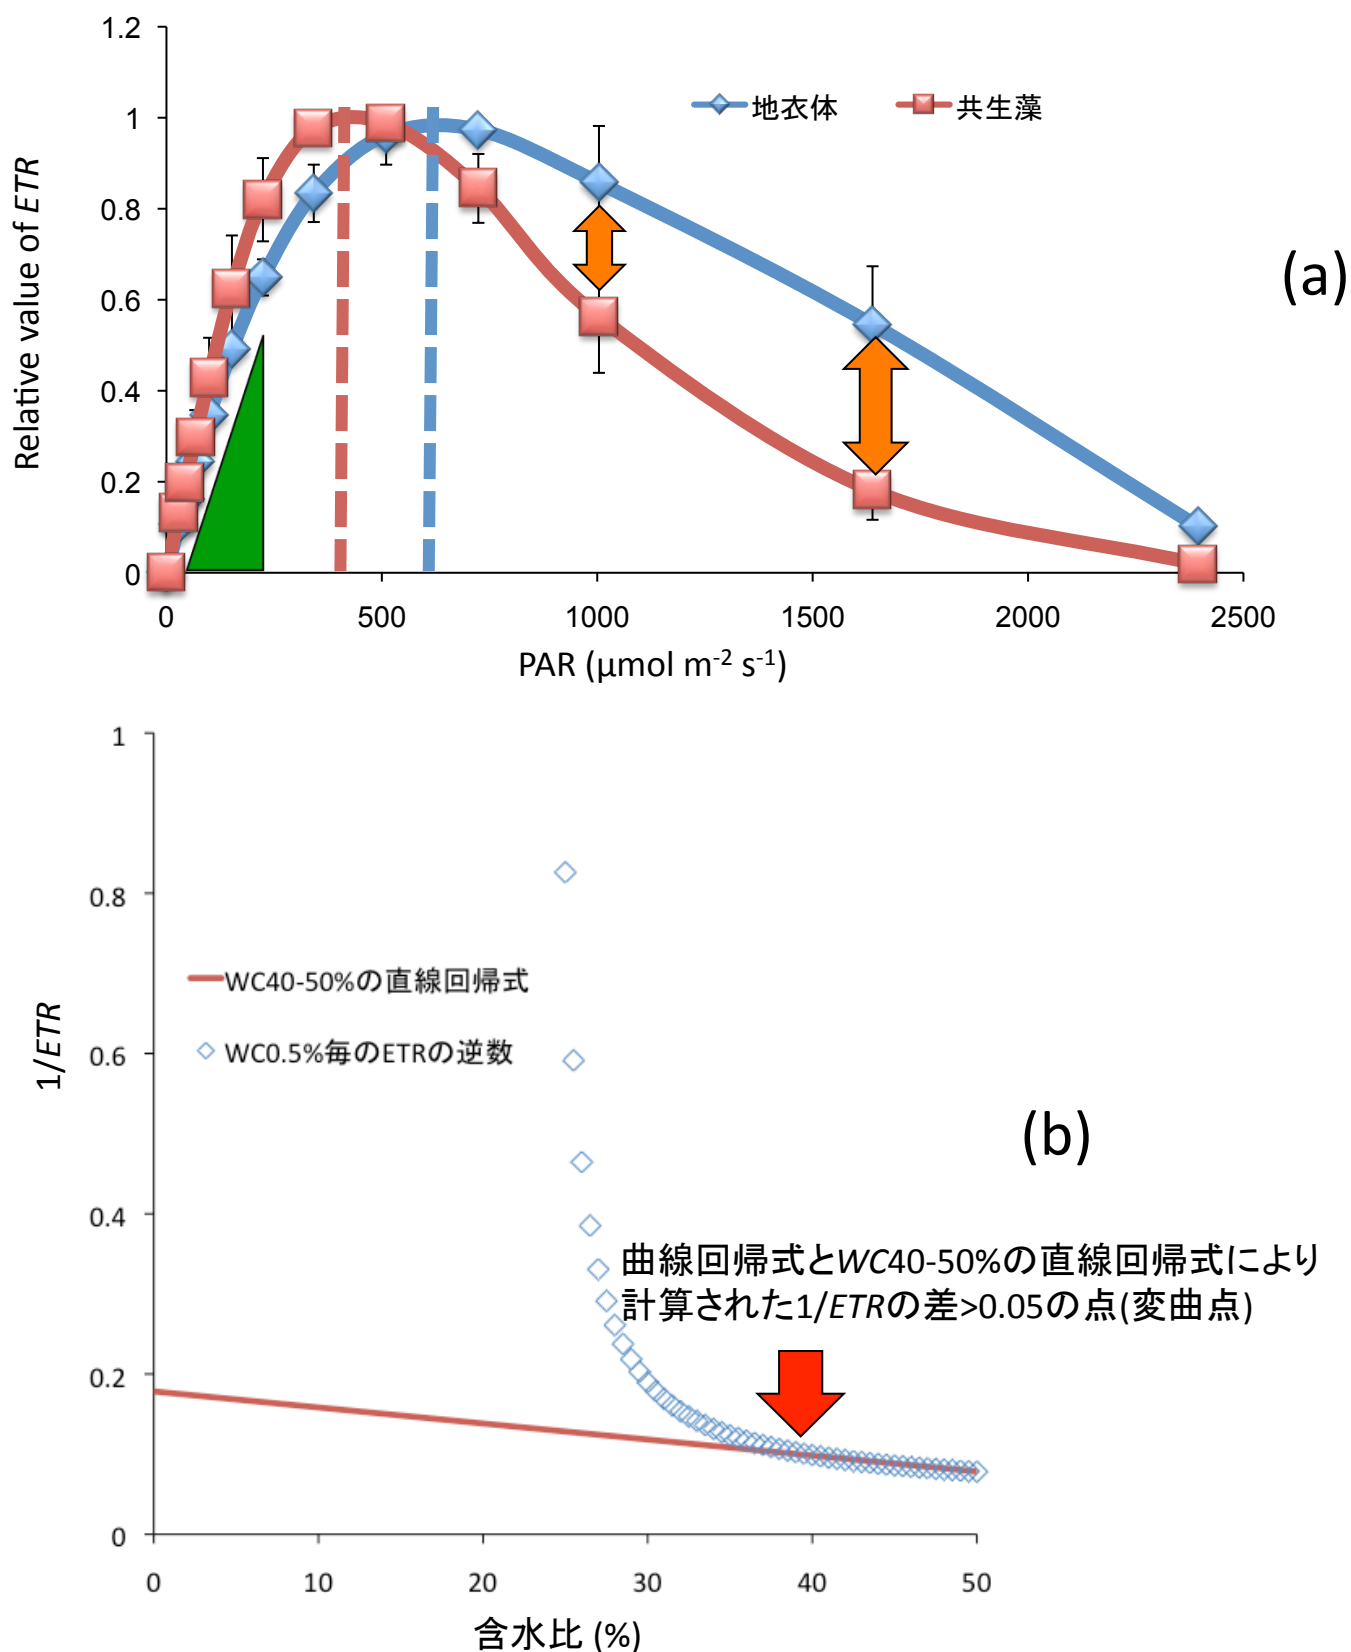 1.2
1
0.8
0.6
0.4
0.2
0
Relative value of ETR
地衣体
共生藻
(a)
0
500
1000
1500
2000
2500
PAR (μmol m-2 s-1)
1
0.8
0.6
0.4
0.2
0
1/ETR
WC40-50%の直線回帰式
WC0.5%毎のETRの逆数
(b)
曲線回帰式とWC40-50%の直線回帰式により
計算された1/ETRの差>0.05の点(変曲点)
0
10
20
30
40
50
含水比 (%)